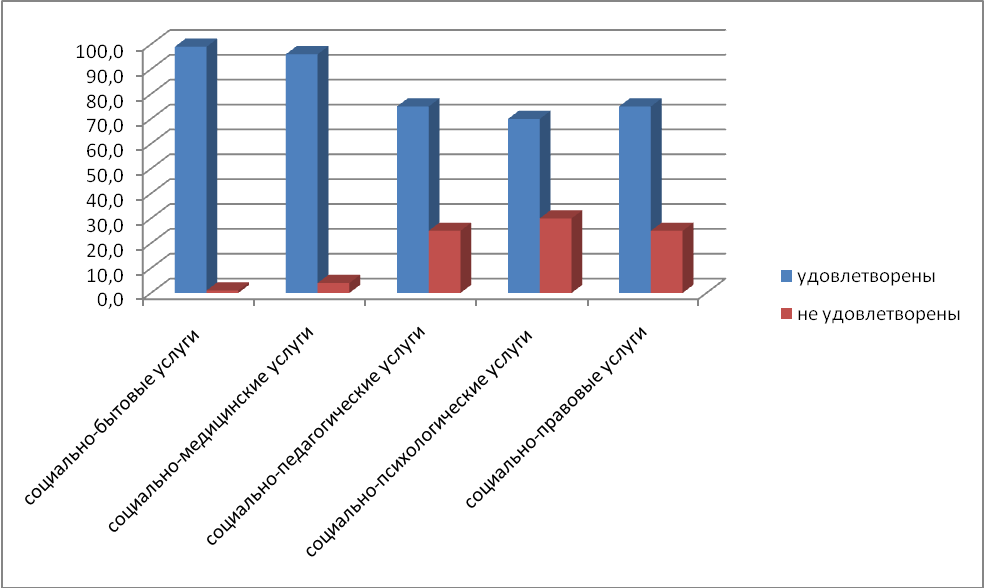 100,0
90,0
80,0
70,0
60,0
50,0
40,0
30,0
20,0
10,0
0,0
социально-бытовые услуги
социально-медицинские услуги
социально-педагогические услуги
социально-психологические услуги
социально-правовые услуги
удовлетворены
не удовлетворены